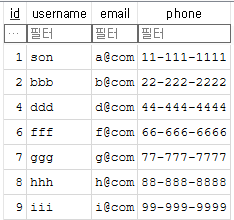 id username email phone
... 필터 필터 필터
1 son a@com 11-111-1111
2 bbb b@com 22-222-2222
4 ddd d@com 44-444-4444
6 fff f@com 66-666-6666
7 ggg g@com 77-777-7777
8 hhh h@com 88-888-8888
9 iii i@com 99-999-9999